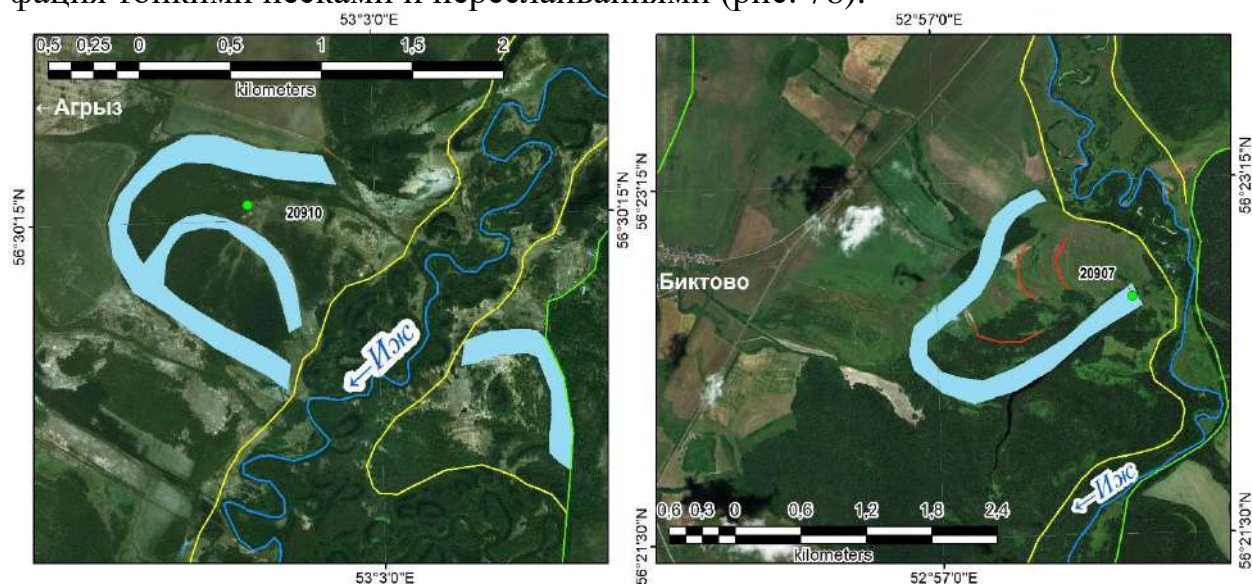 фация тонкими песками и переслаиваниями (рис. 78).
53°3'0"E
52°57'0"E
0,5 0,25 0 0,5 1 1,5 2
kilometers
←Агрыз
20910
56°30'15"N
56°30'15"N
←Иж
53°3'0"E
56°23'15"N
56°23'15"N
Биктово
20907
←Иж
0,6 0,3 0 0,6 1,2 1,8 2,4
kilometers
56°21'30"N
56°21'30"N
52°57'0"E